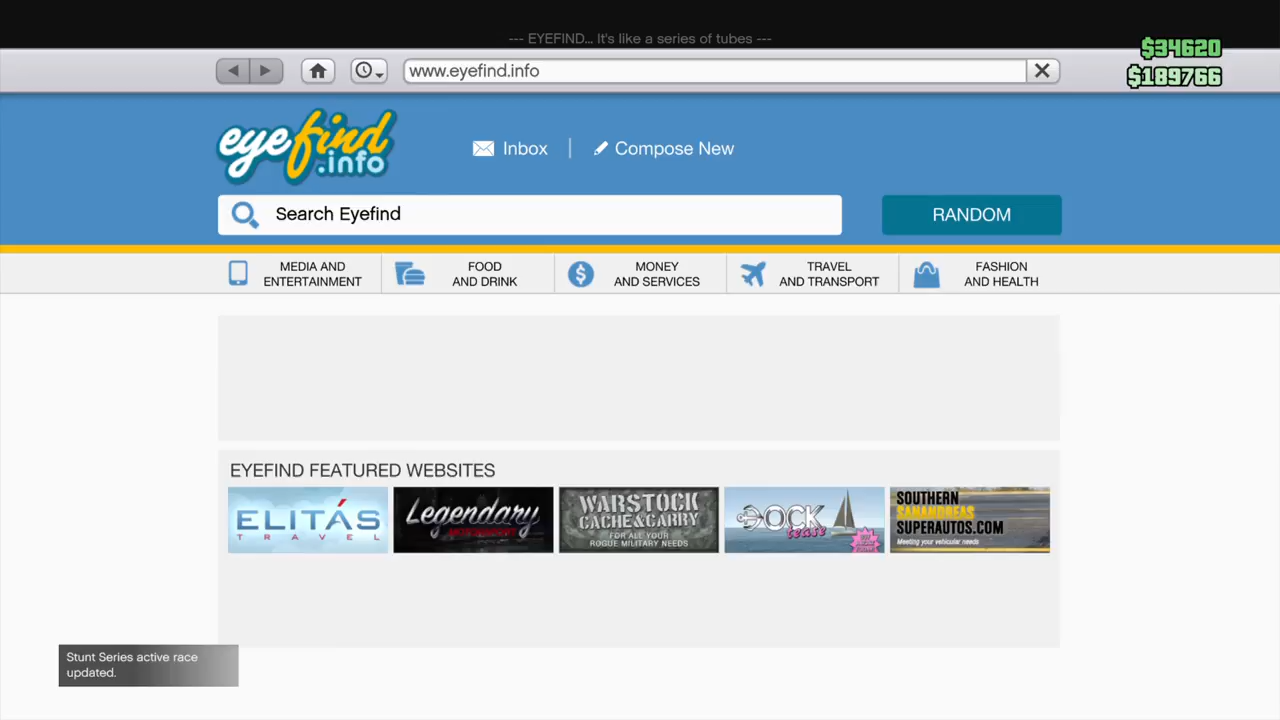 --- EYEFIND... It's like a series of tubes ---
$34620
www.eyefind.info
$189766
eyefind
.info
Inbox
Compose New
Search Eyefind
RANDOM
MEDIA AND
ENTERTAINMENT
FOOD
AND DRINK
MONEY
AND SERVICES
TRAVEL
AND TRANSPORT
FASHION
AND HEALTH
EYEFIND FEATURED WEBSITES
ELITÁS
TRAVEL
Legendary
MOTORSPORT
WARSTOCK
CACHE&CARRY
FOR ALL YOUR
ROGUE MILITARY NEEDS
DOCK
tease
SOUTHERN
SANANDREAS
SUPERAUTOS.COM
Meeting your vehicular needs
Stunt Series active race
updated.